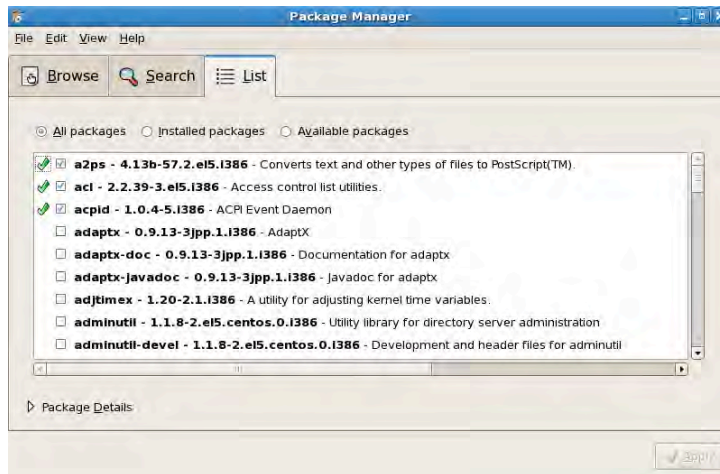 Package Manager
File Edit View Help
Browse Search List
All packages Installed packages Available packages
a2ps - 4.13b-57.2.el5.i386 - Converts text and other types of files to PostScript(TM).
acl - 2.2.39-3.el5.i386 - Access control list utilities.
acpid - 1.0.4-5.i386 - ACPI Event Daemon
adaptx - 0.9.13-3jpp.1.i386 - AdaptX
adaptx-doc - 0.9.13-3jpp.1.i386 - Documentation for adaptx
adaptx-javadoc - 0.9.13-3jpp.1.i386 - Javadoc for adaptx
adjtimex - 1.20-2.1.i386 - A utility for adjusting kernel time variables.
adminutil - 1.1.8-2.el5.centos.0.i386 - Utility library for directory server administration
adminutil-devel - 1.1.8-2.el5.centos.0.i386 - Development and header files for adminutil
Package Details
Apply